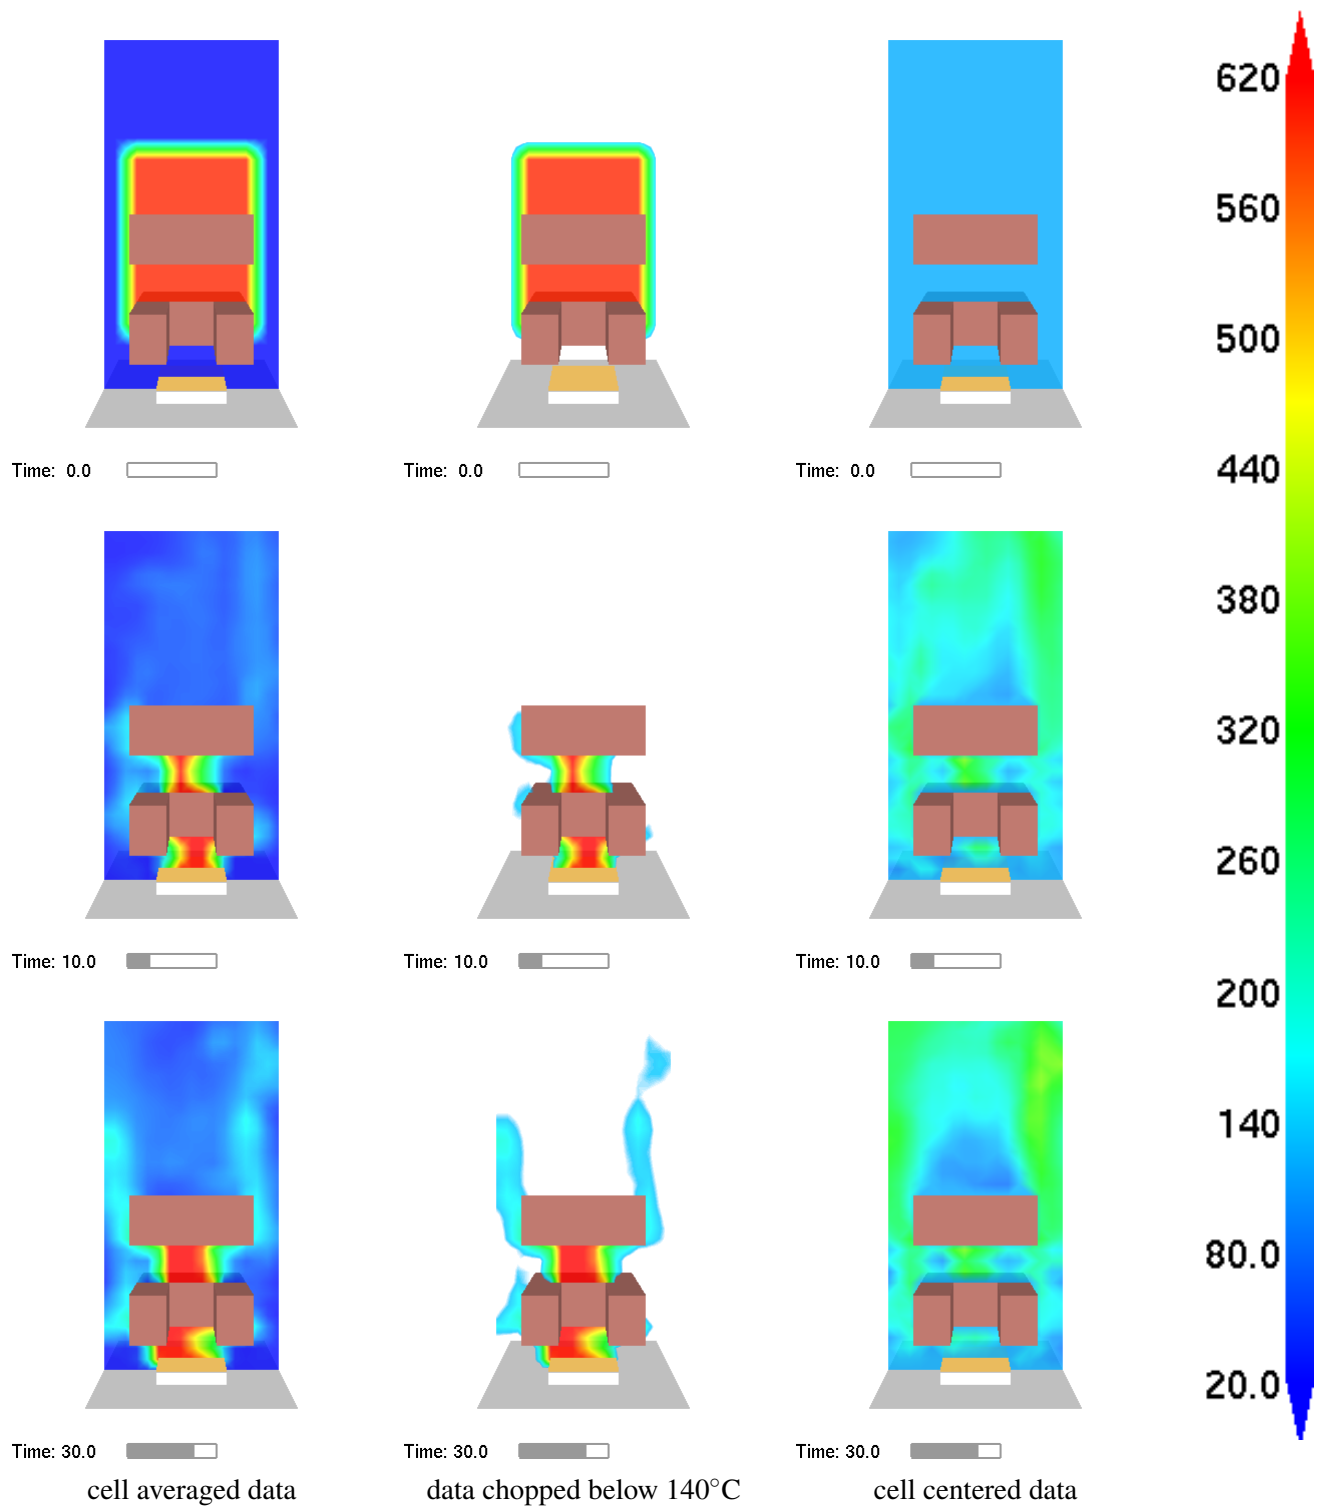 620
560
500
440
380
320
260
200
140
80.0
20.0
Time: 0.0
Time: 0.0
Time: 0.0
Time: 10.0
Time: 10.0
Time: 10.0
Time: 30.0
Time: 30.0
Time: 30.0
cell averaged data
data chopped below 140°C
cell centered data